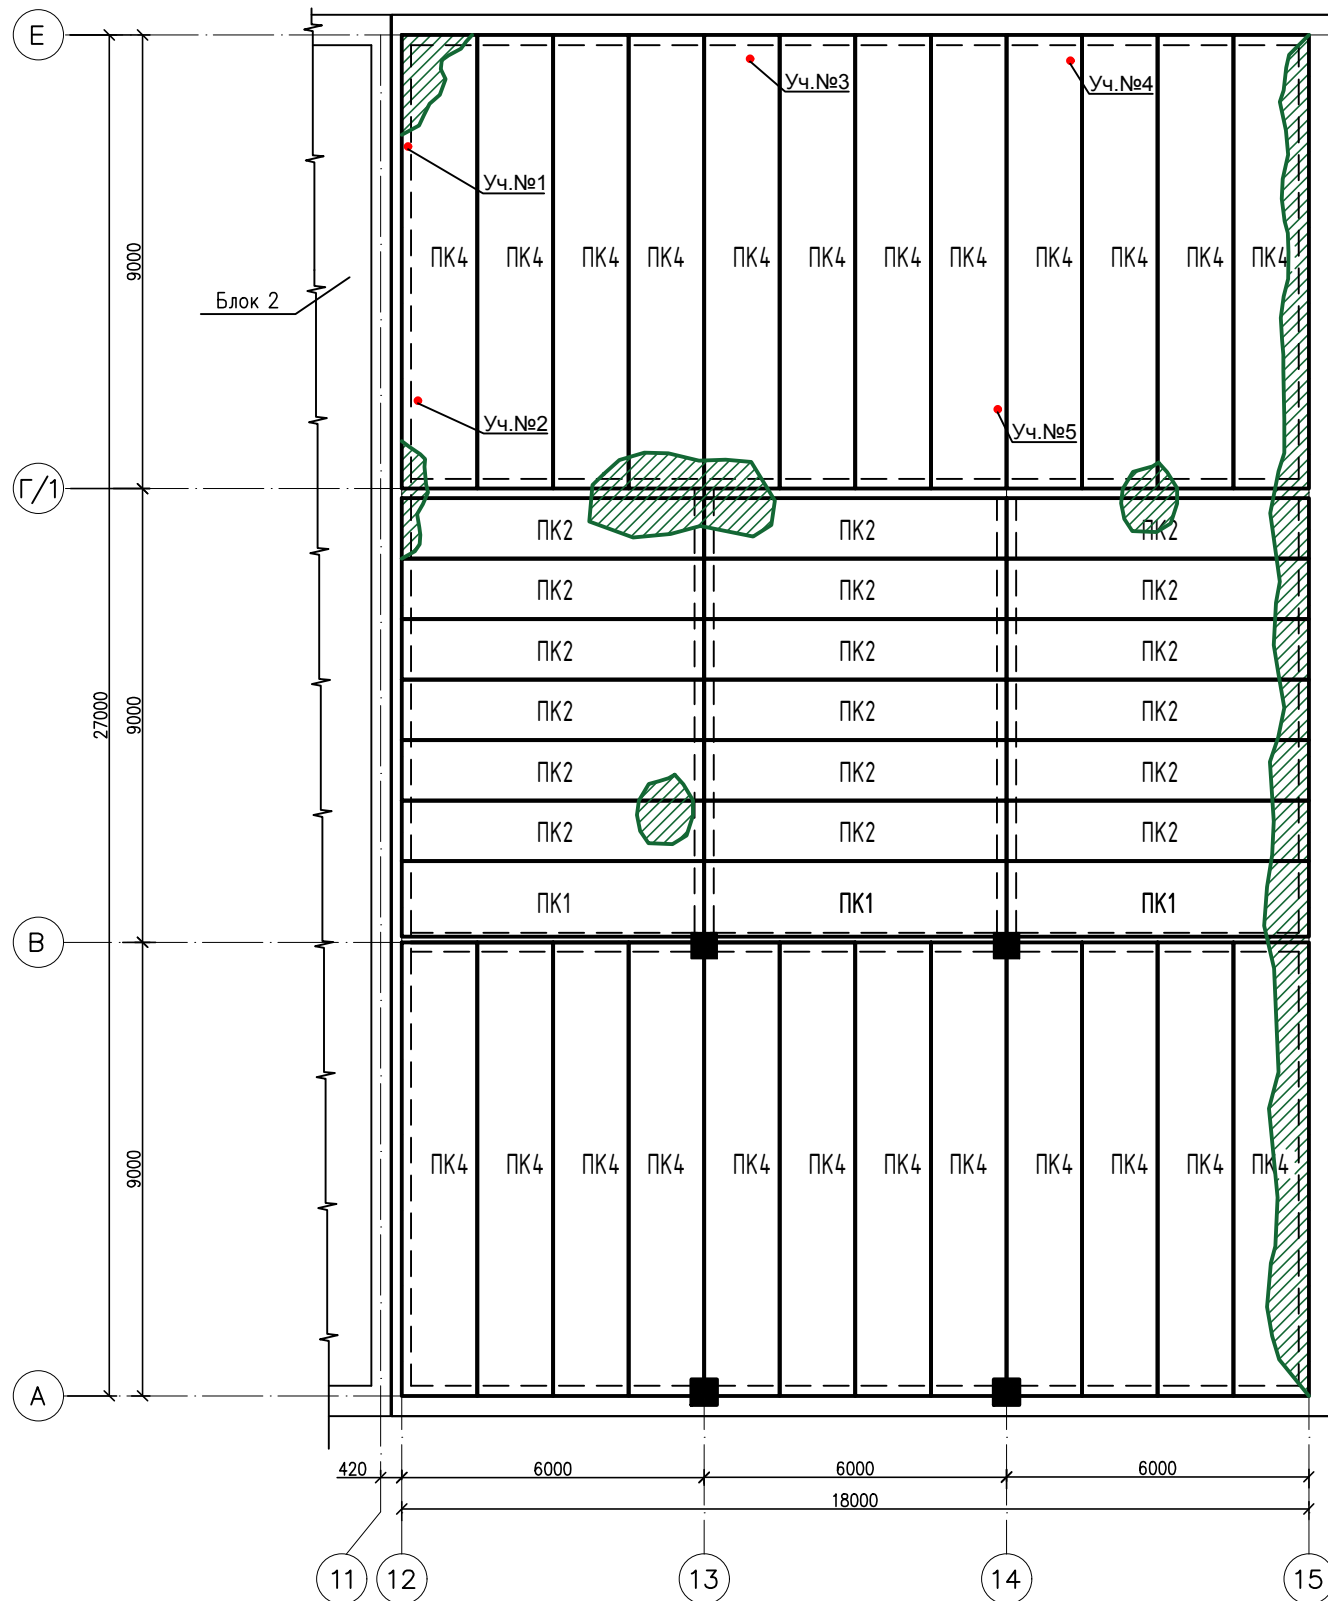 Е
Уч.№3
Уч.№4
Уч.№1
9000
ПК4 ПК4 ПК4 ПК4 ПК4 ПК4 ПК4 ПК4 ПК4 ПК4 ПК4 ПК4
Блок 2
Уч.№2
Уч.№5
Г/1
ПК2 ПК2 ПК2
ПК2 ПК2 ПК2
ПК2 ПК2 ПК2
27000
9000
ПК2 ПК2 ПК2
ПК2 ПК2 ПК2
ПК2 ПК2 ПК2
ПК1 ПК1 ПК1
В
9000
ПК4 ПК4 ПК4 ПК4 ПК4 ПК4 ПК4 ПК4 ПК4 ПК4 ПК4 ПК4
А
420 6000 6000 6000
18000
11 12 13 14 15